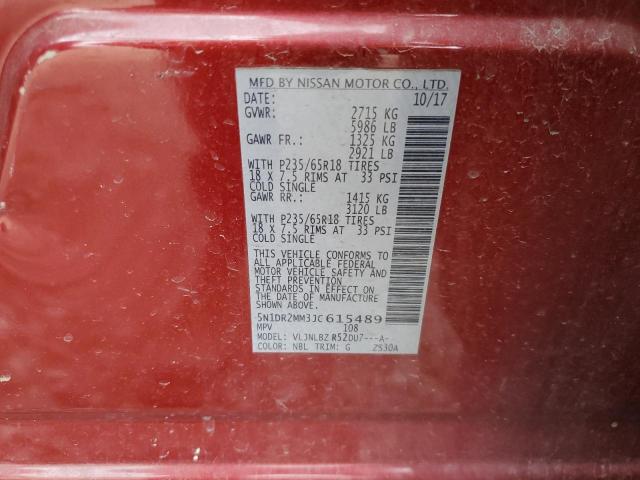 MFD BY NISSAN MOTOR CO., LTD.
DATE: 10/17
GVWR: 2715 KG
5986 LB
GAWR FR.: 1325 KG
2921 LB
WITH P235/65R18 TIRES
18 X 7.5 RIMS AT 33 PSI
COLD SINGLE
GAWR RR.: 1415 KG
3120 LB
WITH P235/65R18 TIRES
18 X 7.5 RIMS AT 33 PSI
COLD SINGLE
THIS VEHICLE CONFORMS TO
ALL APPLICABLE FEDERAL
MOTOR VEHICLE SAFETY AND
THEFT PREVENTION
STANDARDS IN EFFECT ON
THE DATE OF MANUFACTURE
SHOWN ABOVE.
5N1DR2MM3JC615489
MPV 108
MODEL: VLJNLBZ R52DU7---A-
COLOR: NBL TRIM: G ZS30A